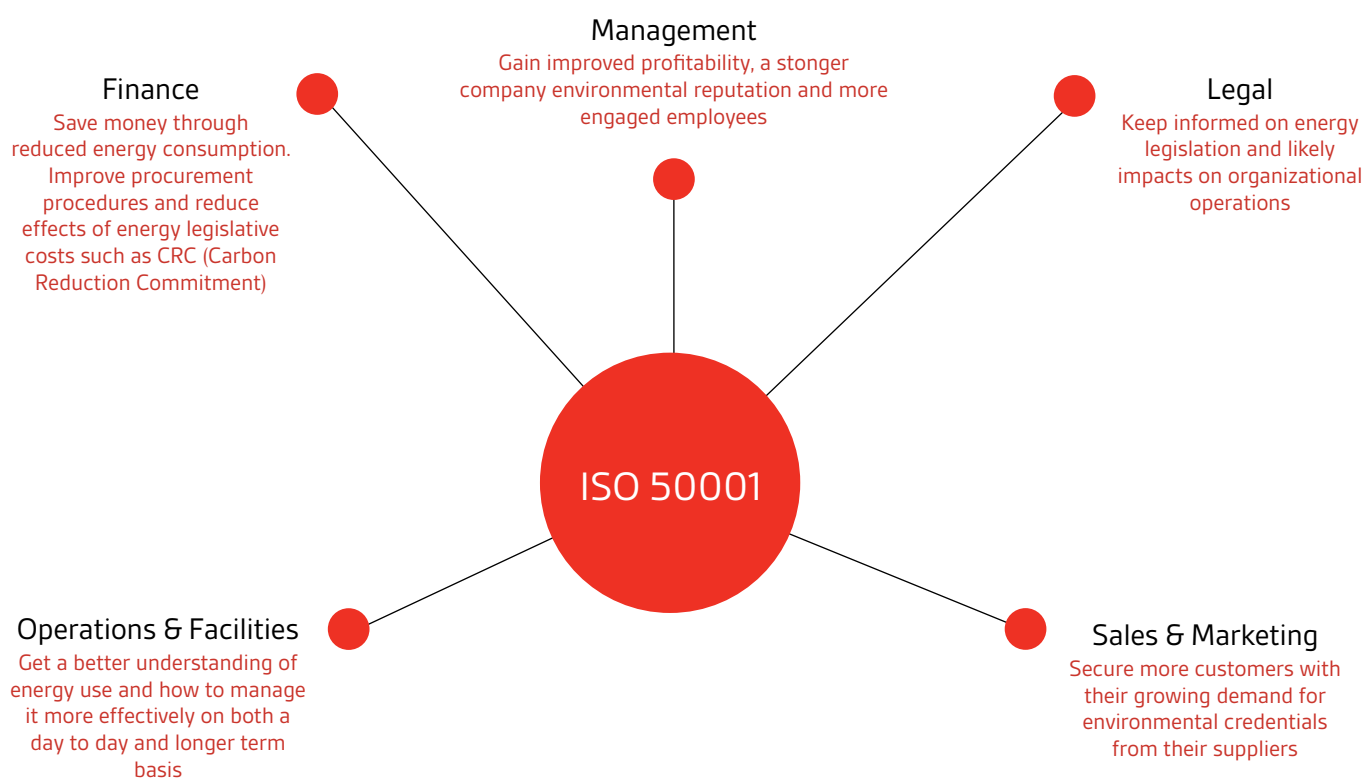 Management
Gain improved profitability, a stonger
company environmental reputation and more
engaged employees
Finance
Save money through
reduced energy consumption.
Improve procurement
procedures and reduce
effects of energy legislative
costs such as CRC (Carbon
Reduction Commitment)
Legal
Keep informed on energy
legislation and likely
impacts on organizational
operations
ISO 50001
Operations & Facilities
Get a better understanding of
energy use and how to manage
it more effectively on both a
day to day and longer term
basis
Sales & Marketing
Secure more customers with
their growing demand for
environmental credentials
from their suppliers